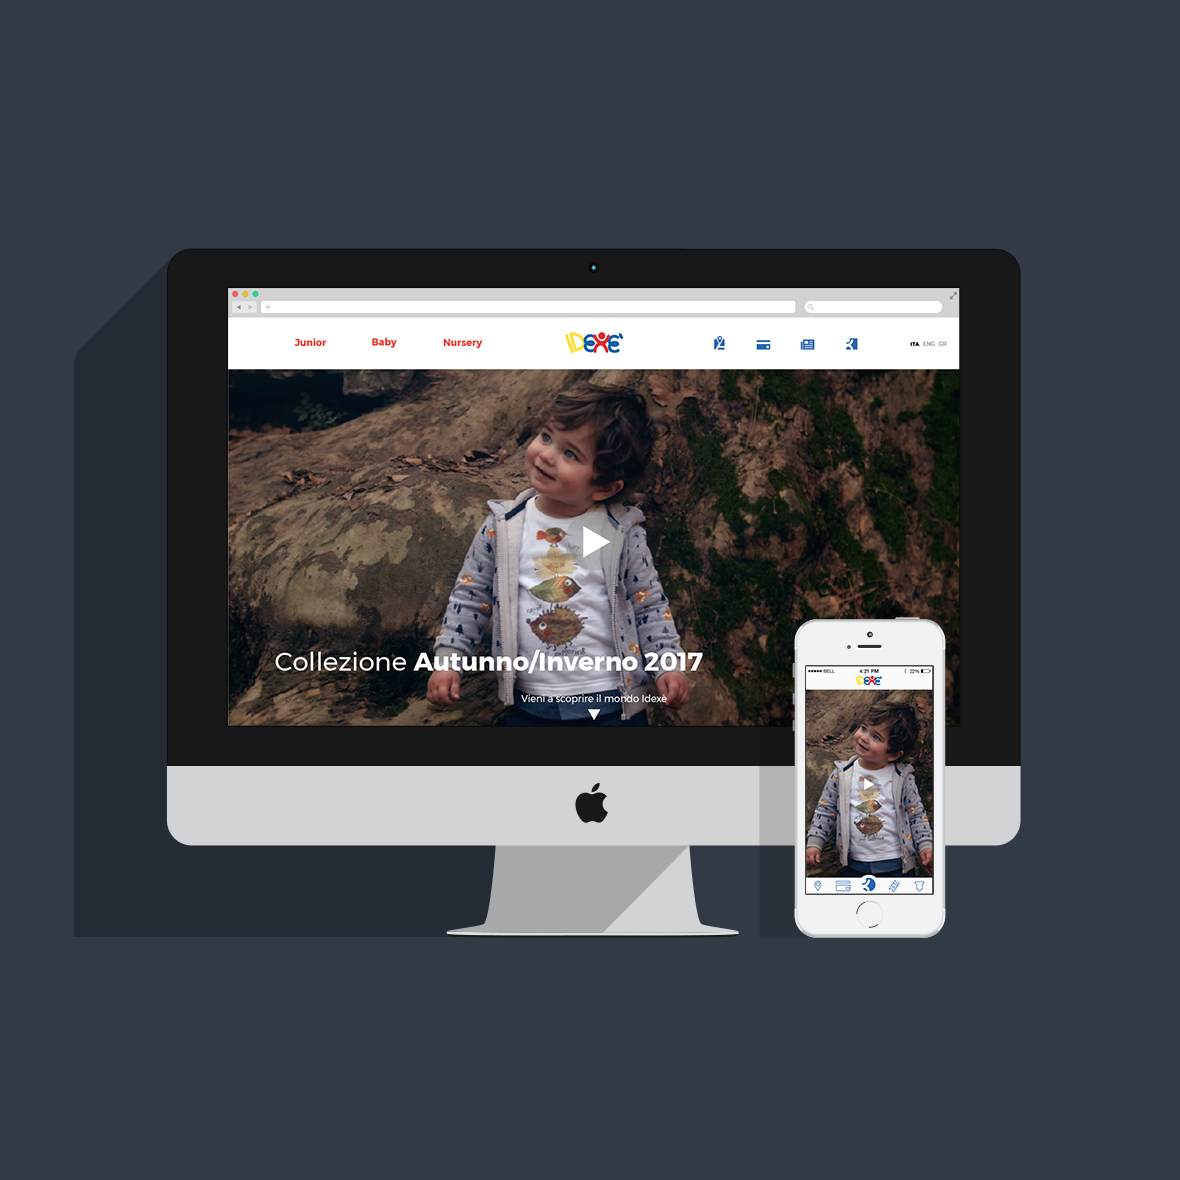 Junior Baby Nursery IDEXE' ITA ENG GR
Collezione Autunno/Inverno 2017
Vieni a scoprire il mondo Idexè
BELL 4:21 PM 22%
IDEXE'